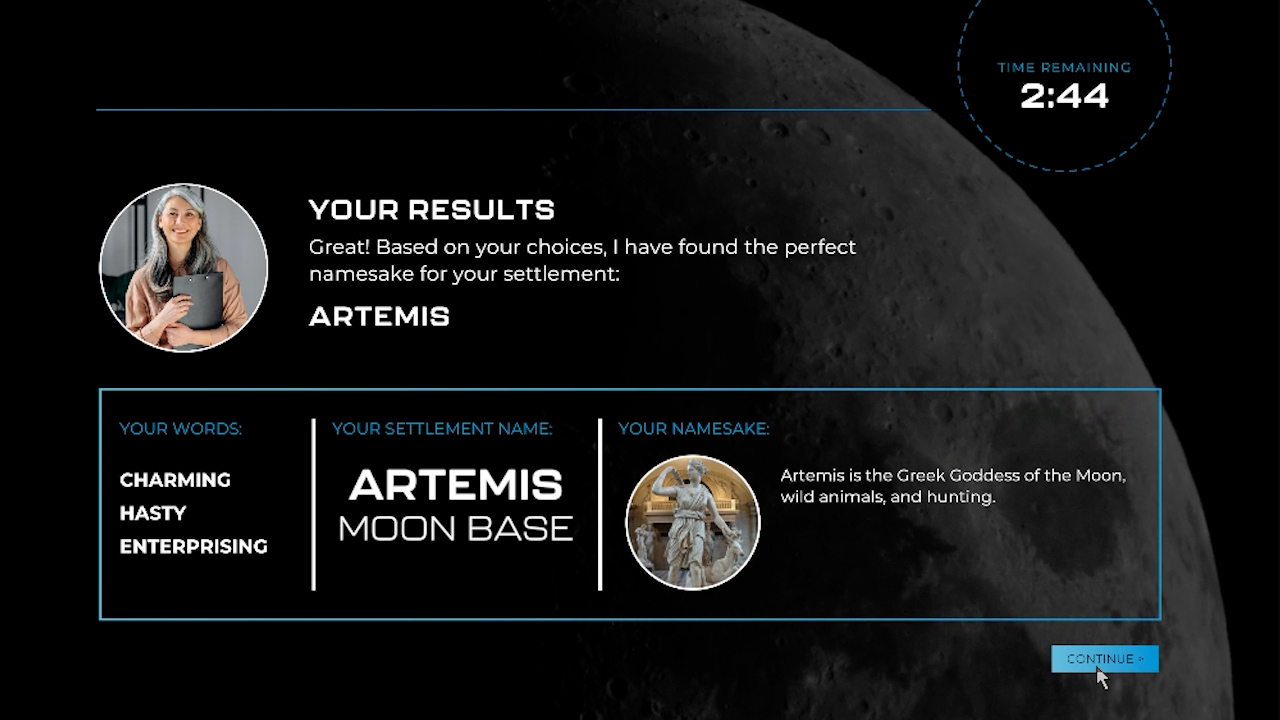 TIME REMAINING
2:44
YOUR RESULTS
Great! Based on your choices, I have found the perfect
namesake for your settlement:
ARTEMIS
YOUR WORDS:
CHARMING
HASTY
ENTERPRISING
YOUR SETTLEMENT NAME:
ARTEMIS
MOON BASE
YOUR NAMESAKE:
Artemis is the Greek Goddess of the Moon,
wild animals, and hunting.
CONTINUE >